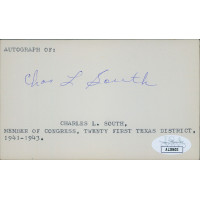 AUTOGRAPH OF:
Chas L South
CHARLES L. SOUTH,
MEMBER OF CONGRESS, TWENTY FIRST TEXAS DISTRICT,
1941-1943.